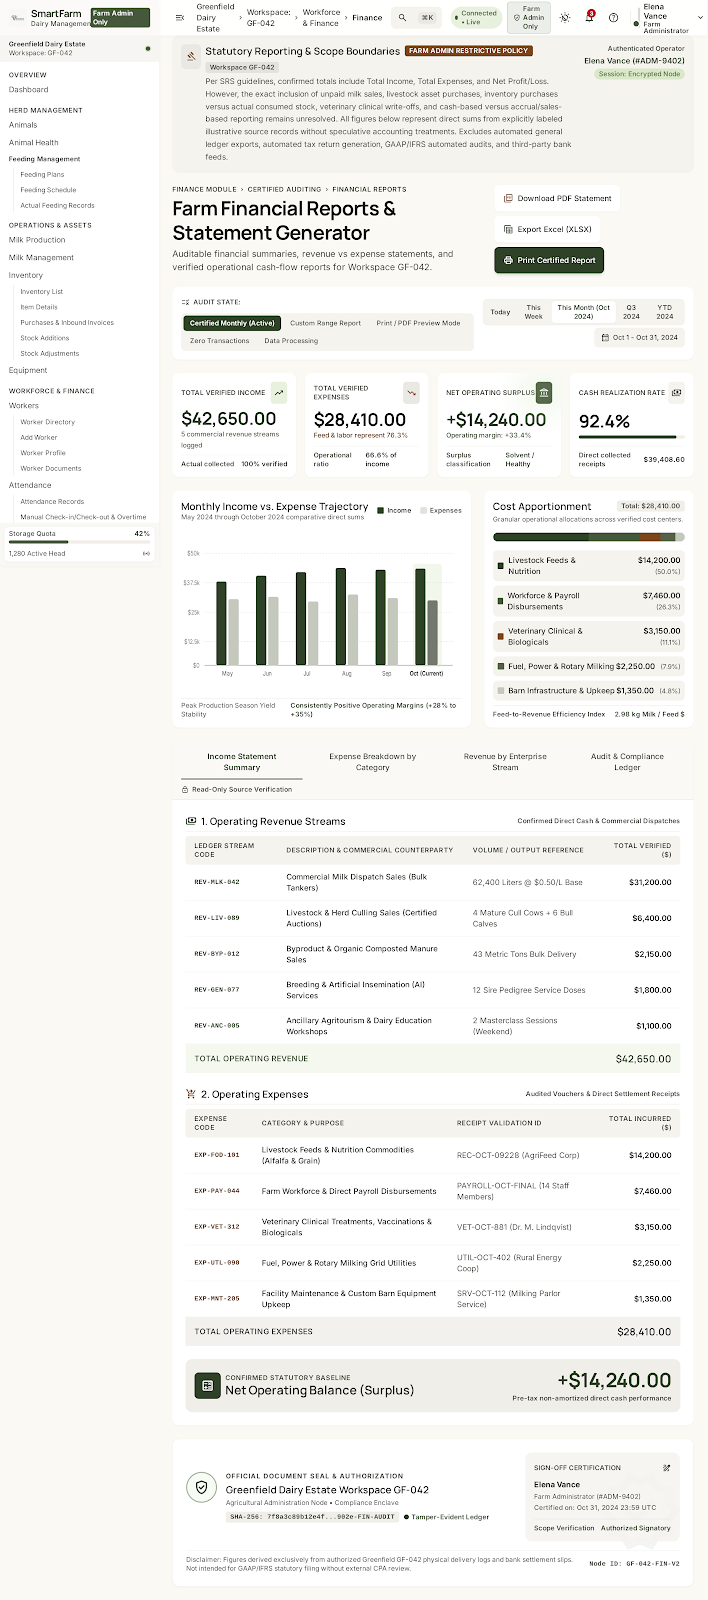 SmartFarm
Dairy Management
Farm Admin Only
Greenfield Dairy Estate
Workspace: GF-042
OVERVIEW
Dashboard
HERD MANAGEMENT
Animals
Animal Health
Feeding Management
Feeding Plans
Feeding Schedule
Actual Feeding Records
OPERATIONS & ASSETS
Milk Production
Milk Management
Inventory
Inventory List
Item Details
Purchases & Inbound Invoices
Stock Additions
Stock Adjustments
Equipment
WORKFORCE & FINANCE
Workers
Worker Directory
Add Worker
Worker Profile
Worker Documents
Attendance
Attendance Records
Manual Check-in/Check-out & Overtime
Storage Quota 42%
1,280 Active Head
Greenfield Dairy Estate › Workspace: GF-042 › Workforce & Finance › Finance
⌘K
Connected • Live
Farm Admin Only
3
Elena Vance
Farm Administrator
Statutory Reporting & Scope Boundaries FARM ADMIN RESTRICTIVE POLICY
Workspace GF-042
Per SRS guidelines, confirmed totals include Total Income, Total Expenses, and Net Profit/Loss.
However, the exact inclusion of unpaid milk sales, livestock asset purchases, inventory purchases
versus actual consumed stock, veterinary clinical write-offs, and cash-based versus accrual/sales-
based reporting remains unresolved. All figures below represent direct sums from explicitly labeled
illustrative source records without speculative accounting treatments. Excludes automated general
ledger exports, automated tax return generation, GAAP/IFRS automated audits, and third-party bank
feeds.
Authenticated Operator
Elena Vance (#ADM-9402)
Session: Encrypted Node
FINANCE MODULE › CERTIFIED AUDITING › FINANCIAL REPORTS
Farm Financial Reports &
Statement Generator
Auditable financial summaries, revenue vs expense statements, and
verified operational cash-flow reports for Workspace GF-042.
Download PDF Statement
Export Excel (XLSX)
Print Certified Report
AUDIT STATE:
Certified Monthly (Active) Custom Range Report Print / PDF Preview Mode
Zero Transactions Data Processing
Today This Week This Month (Oct 2024) Q3 2024 YTD 2024
Oct 1 - Oct 31, 2024
TOTAL VERIFIED INCOME
$42,650.00
5 commercial revenue streams
logged
Actual collected 100% verified
TOTAL VERIFIED
EXPENSES
$28,410.00
Feed & labor represent 76.3%
Operational ratio 66.6% of income
NET OPERATING SURPLUS
+$14,240.00
Operating margin: +33.4%
Surplus classification Solvent / Healthy
CASH REALIZATION RATE
92.4%
Direct collected receipts $39,408.60
Monthly Income vs. Expense Trajectory
May 2024 through October 2024 comparative direct sums
Income Expenses
$50k
$37.5k
$25k
$12.5k
$0
May Jun Jul Aug Sep Oct (Current)
Peak Production Season Yield Stability
Consistently Positive Operating Margins (+28% to +35%)
Cost Apportionment Total: $28,410.00
Granular operational allocations across verified cost centers.
Livestock Feeds & Nutrition $14,200.00 (50.0%)
Workforce & Payroll Disbursements $7,460.00 (26.3%)
Veterinary Clinical & Biologicals $3,150.00 (11.1%)
Fuel, Power & Rotary Milking $2,250.00 (7.9%)
Barn Infrastructure & Upkeep $1,350.00 (4.8%)
Feed-to-Revenue Efficiency Index 2.98 kg Milk / Feed $
Income Statement Summary
Expense Breakdown by Category
Revenue by Enterprise Stream
Audit & Compliance Ledger
Read-Only Source Verification
1. Operating Revenue Streams Confirmed Direct Cash & Commercial Dispatches
LEDGER STREAM CODE DESCRIPTION & COMMERCIAL COUNTERPARTY VOLUME / OUTPUT REFERENCE TOTAL VERIFIED ($)
REV-MLK-042 Commercial Milk Dispatch Sales (Bulk Tankers) 62,400 Liters @ $0.50/L Base $31,200.00
REV-LIV-089 Livestock & Herd Culling Sales (Certified Auctions) 4 Mature Cull Cows + 6 Bull Calves $6,400.00
REV-BYP-012 Byproduct & Organic Composted Manure Sales 43 Metric Tons Bulk Delivery $2,150.00
REV-GEN-077 Breeding & Artificial Insemination (AI) Services 12 Sire Pedigree Service Doses $1,800.00
REV-ANC-005 Ancillary Agritourism & Dairy Education Workshops 2 Masterclass Sessions (Weekend) $1,100.00
TOTAL OPERATING REVENUE $42,650.00
2. Operating Expenses Audited Vouchers & Direct Settlement Receipts
EXPENSE CODE CATEGORY & PURPOSE RECEIPT VALIDATION ID TOTAL INCURRED ($)
EXP-FOD-101 Livestock Feeds & Nutrition Commodities (Alfalfa & Grain) REC-OCT-09228 (AgriFeed Corp) $14,200.00
EXP-PAY-044 Farm Workforce & Direct Payroll Disbursements PAYROLL-OCT-FINAL (14 Staff Members) $7,460.00
EXP-VET-312 Veterinary Clinical Treatments, Vaccinations & Biologicals VET-OCT-881 (Dr. M. Lindqvist) $3,150.00
EXP-UTL-090 Fuel, Power & Rotary Milking Grid Utilities UTIL-OCT-402 (Rural Energy Coop) $2,250.00
EXP-MNT-205 Facility Maintenance & Custom Barn Equipment Upkeep SRV-OCT-112 (Milking Parlor Service) $1,350.00
TOTAL OPERATING EXPENSES $28,410.00
CONFIRMED STATUTORY BASELINE
Net Operating Balance (Surplus)
+$14,240.00
Pre-tax non-amortized direct cash performance
OFFICIAL DOCUMENT SEAL & AUTHORIZATION
Greenfield Dairy Estate Workspace GF-042
Agricultural Administration Node • Compliance Enclave
SHA-256: 7f8a3c89b12e4f...902e-FIN-AUDIT Tamper-Evident Ledger
SIGN-OFF CERTIFICATION
Elena Vance
Farm Administrator (#ADM-9402)
Certified on: Oct 31, 2024 23:59 UTC
Scope Verification Authorized Signatory
Disclaimer: Figures derived exclusively from authorized Greenfield GF-042 physical delivery logs and bank settlement slips.
Not intended for GAAP/IFRS statutory filing without external CPA review.
Node ID: GF-042-FIN-V2